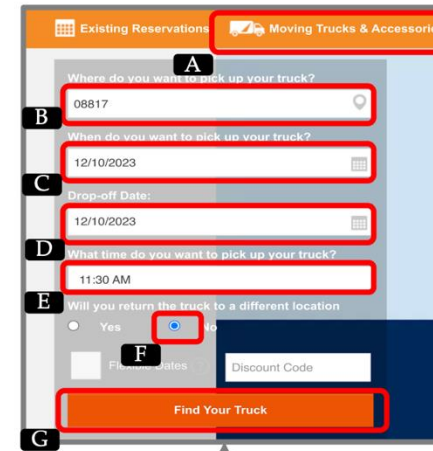 Existing Reservations Moving Trucks & Accessorie
A
Where do you want to pick up your truck?
08817
B
When do you want to pick up your truck?
12/10/2023
C
Drop-off Date:
12/10/2023
D
What time do you want to pick up your truck?
11:30 AM
E
Will you return the truck to a different location
Yes No
F
Flexible Dates Discount Code
Find Your Truck
G